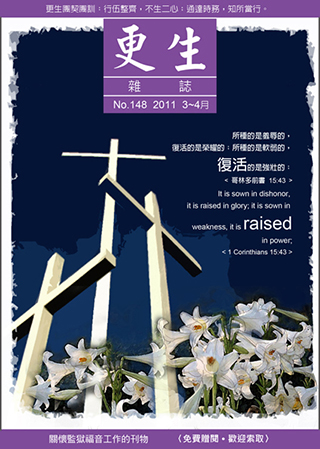 更生團契團訓：行伍整齊，不生二心；通達時務，知所當行。
更生
雜誌
No.148 2011 3~4月
所種的是羞辱的，
復活的是榮耀的；所種的是軟弱的，
復活的是強壯的；
< 哥林多前書 15:43 >
It is sown in dishonor,
it is raised in glory; it is sown in
weakness, it is raised
in power;
< 1 Corinthians 15:43 >
關懷監獄福音工作的刊物
（免費贈閱•歡迎索取）